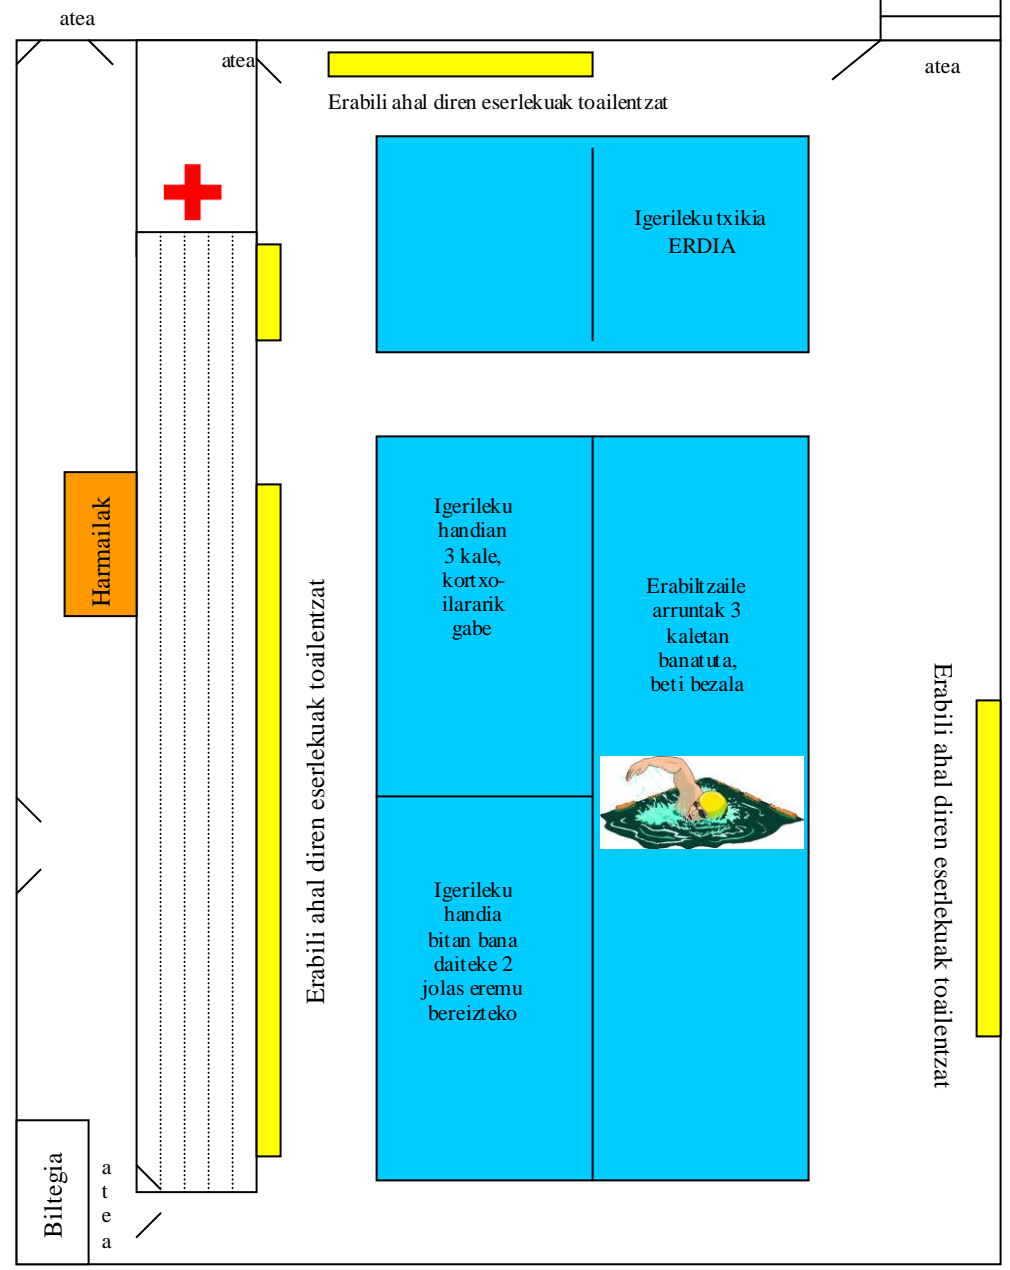 atea
atea
atea
Erabili ahal diren eserlekuak toailentzat
Igerileku txikia
ERDIA
Harmailak
Igerileku
handian
3 kale,
kortxo-
ilararik
gabe
Erabiltzaile
arruntak 3
kaletan
banatuta,
beti bezala
Erabili ahal diren eserlekuak toailentzat
Erabili ahal diren eserlekuak toailentzat
Igerileku
handia
bitan bana
daiteke 2
jolas eremu
bereizteko
Biltegia
a
t
e
a